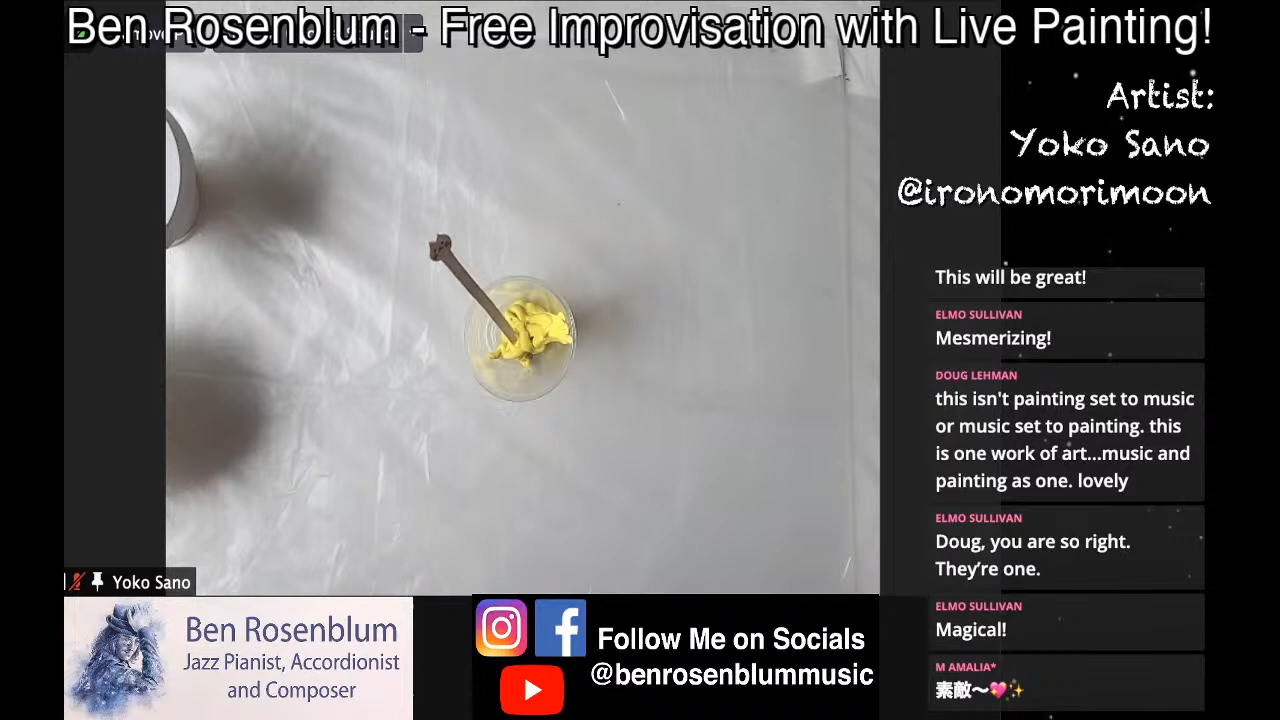 Ben Rosenblum - Free Improvisation with Live Painting!
Artist:
Yoko Sano
@ironomorimoon
This will be great!
ELMO SULLIVAN
Mesmerizing!
DOUG LEHMAN
this isn't painting set to music
or music set to painting. this
is one work of art...music and
painting as one. lovely
ELMO SULLIVAN
Doug, you are so right.
They’re one.
ELMO SULLIVAN
Magical!
M AMALIA*
素敵〜💖✨
Yoko Sano
Ben Rosenblum
Jazz Pianist, Accordionist
and Composer
Follow Me on Socials
@benrosenblummusic